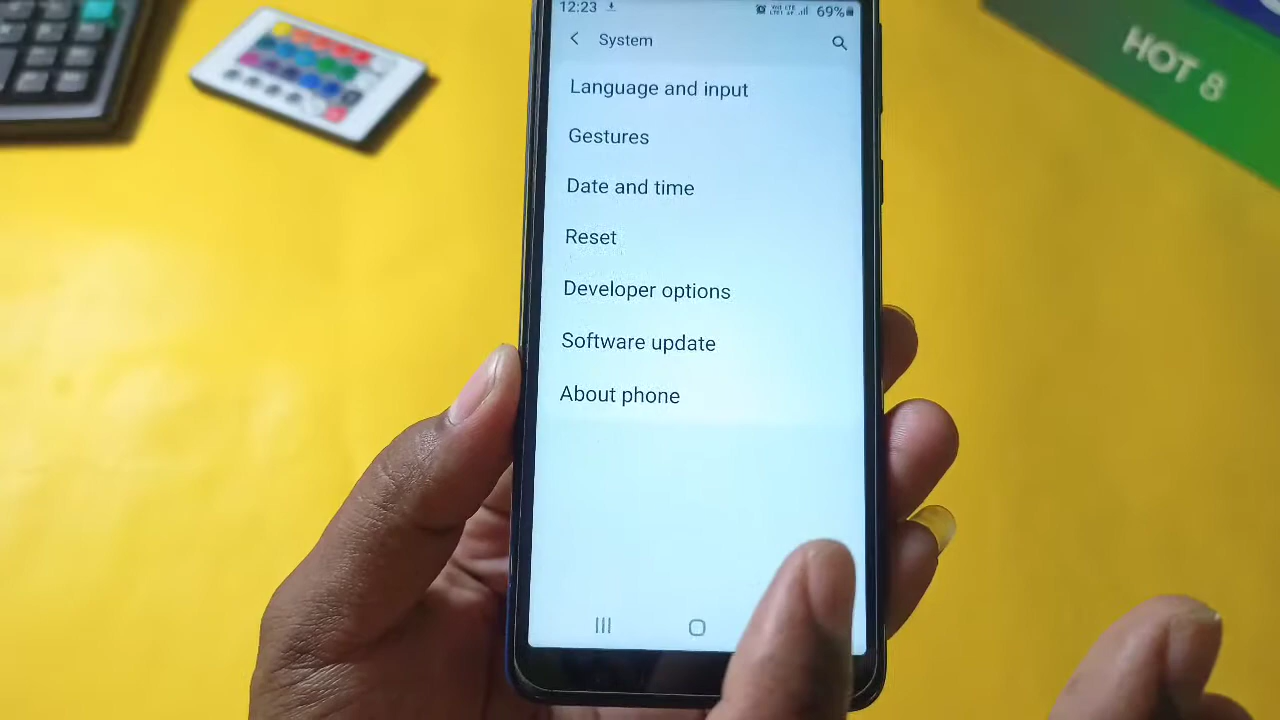 12:23 69%
System
Language and input
Gestures
Date and time
Reset
Developer options
Software update
About phone
HOT 8